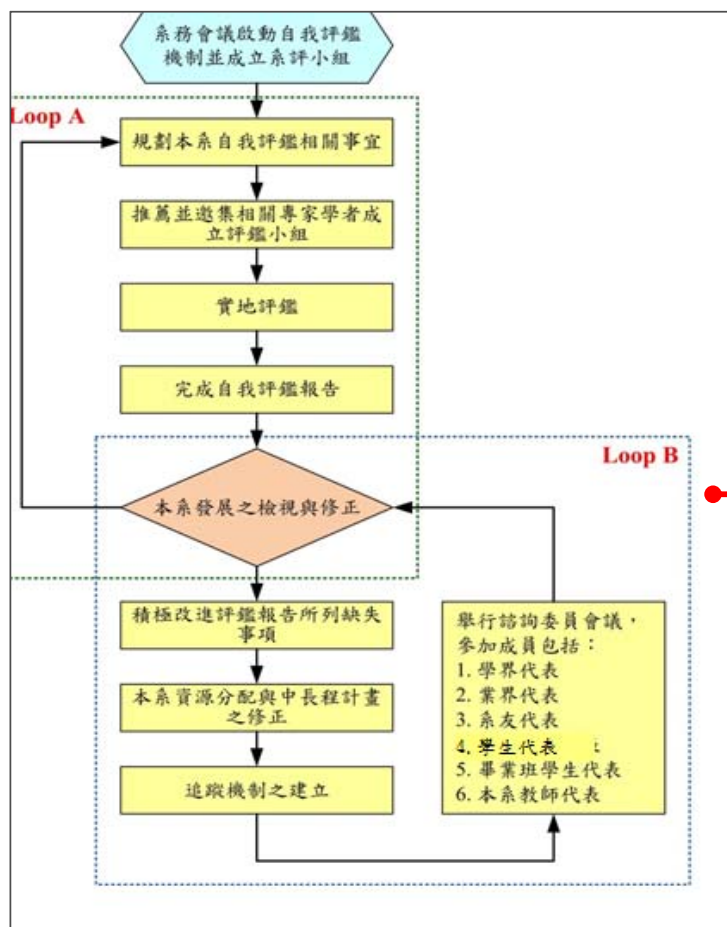 系務會議啟動自我評鑑
機制並成立系評小組
Loop A
規劃本系自我評鑑相關事宜
推薦並邀集相關專家學者成
立評鑑小組
實地評鑑
完成自我評鑑報告
Loop B
本系發展之檢視與修正
積極改進評鑑報告所列缺失
事項
本系資源分配與中長程計畫
之修正
追蹤機制之建立
舉行諮詢委員會議，
參加成員包括：
1. 學界代表
2. 業界代表
3. 系友代表
4. 學生代表
5. 畢業班學生代表
6. 本系教師代表